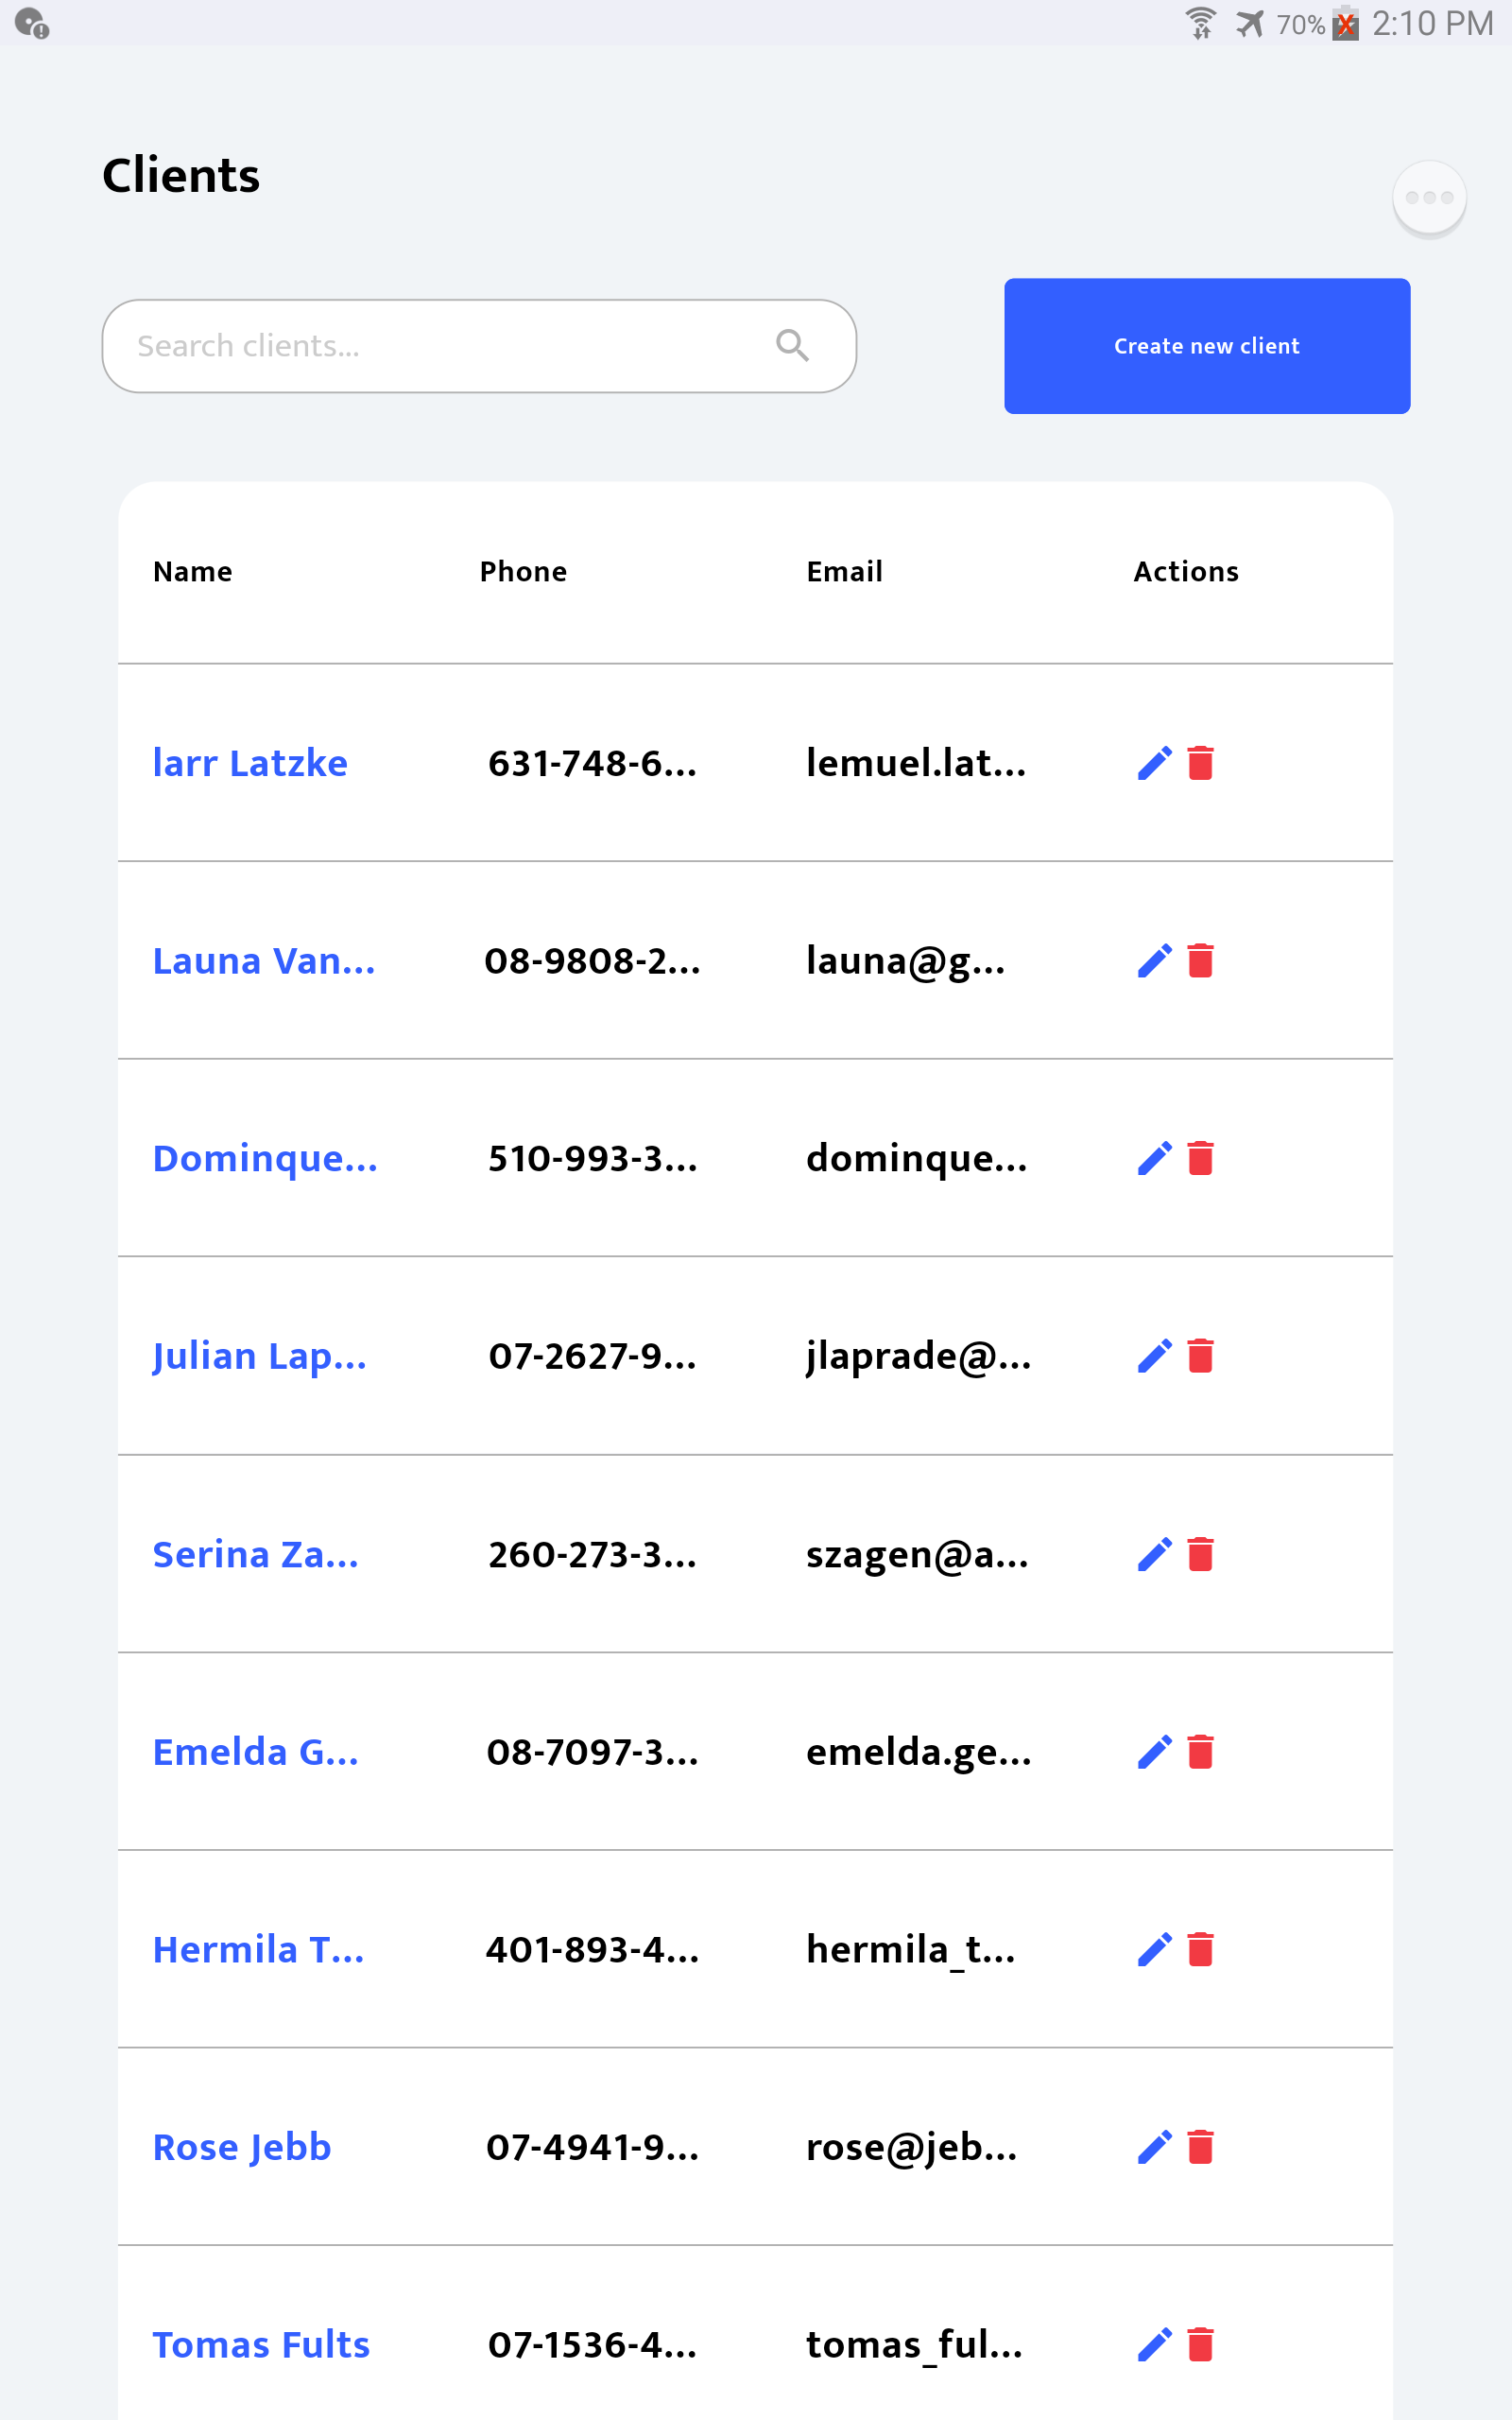 70% 2:10 PM
Clients
Search clients...
Create new client
Name Phone Email Actions
larr Latzke 631-748-6... lemuel.lat...
Launa Van... 08-9808-2... launa@g...
Dominque... 510-993-3... dominque...
Julian Lap... 07-2627-9... jlaprade@...
Serina Za... 260-273-3... szagen@a...
Emelda G... 08-7097-3... emelda.ge...
Hermila T... 401-893-4... hermila_t...
Rose Jebb 07-4941-9... rose@jeb...
Tomas Fults 07-1536-4... tomas_ful...